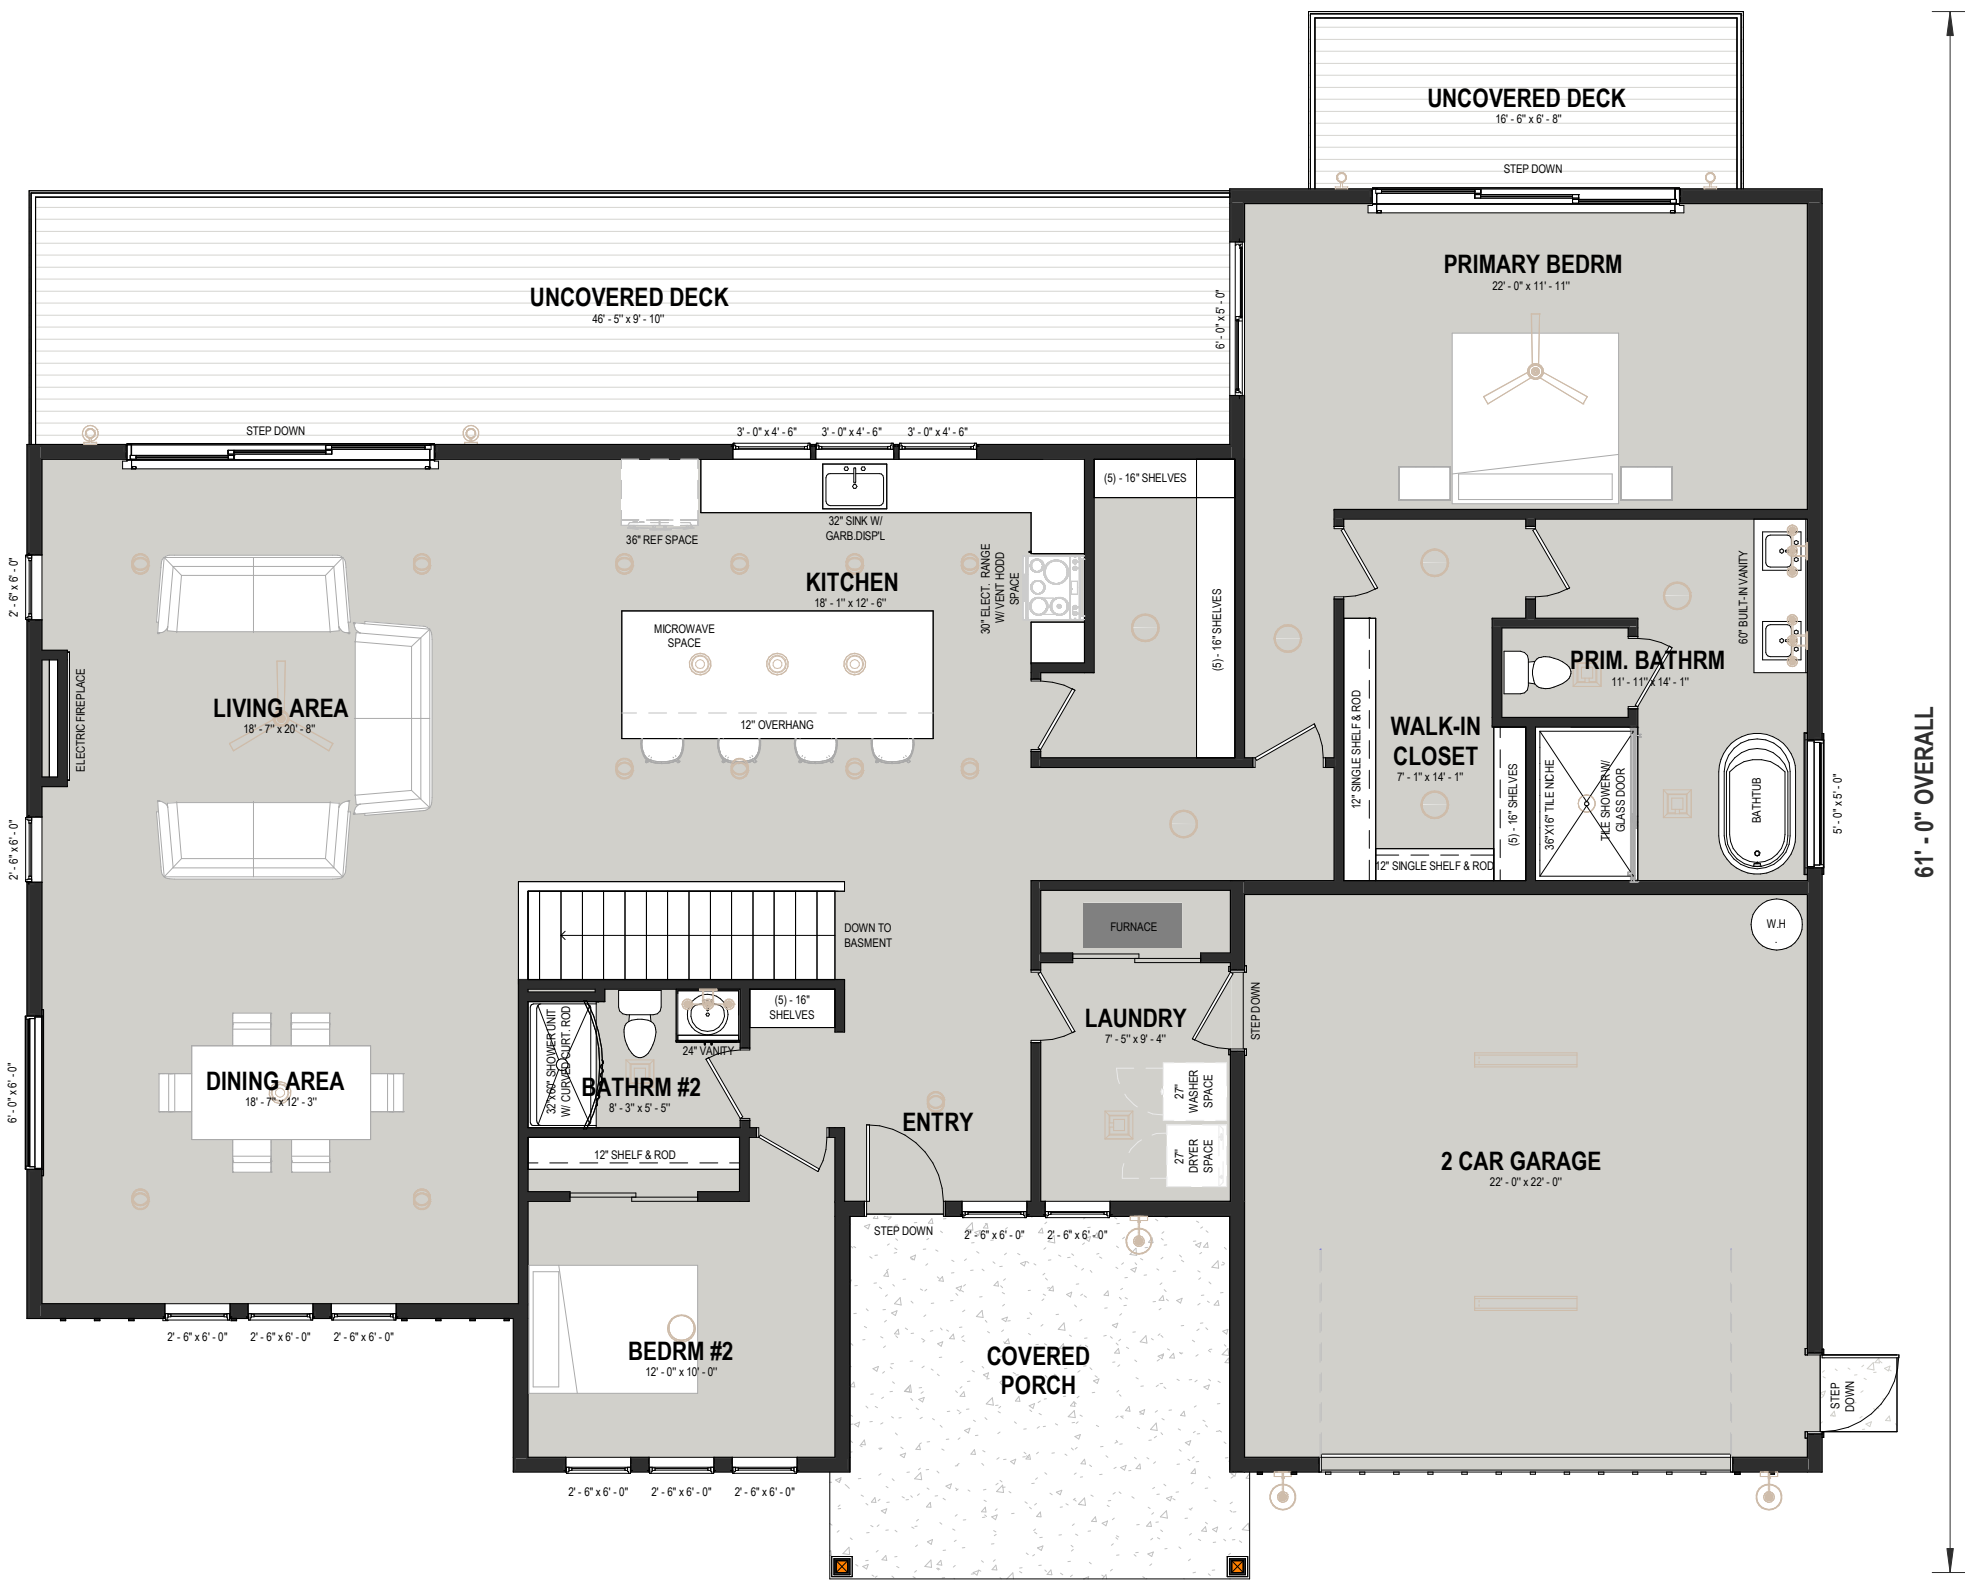 UNCOVERED DECK
16' - 6" x 6' - 8"
STEP DOWN
UNCOVERED DECK
46' - 5" x 9' - 10"
STEP DOWN
3' - 0" x 4' - 6"
3' - 0" x 4' - 6"
3' - 0" x 4' - 6"
6' - 0" x 5' - 0"
PRIMARY BEDRM
22' - 0" x 11' - 11"
36" REF SPACE
32" SINK W/
GARB.DISP'L
KITCHEN
18' - 1" x 12' - 6"
30" ELECT. RANGE
W/ VENT HODD
SPACE
(5) - 16" SHELVES
(5) - 16" SHELVES
MICROWAVE
SPACE
12" OVERHANG
2' - 6" x 6' - 0"
ELECTRIC FIREPLACE
LIVING AREA
18' - 7" x 20' - 8"
2' - 6" x 6' - 0"
60" BUILT-IN VANITY
PRIM. BATHRM
11' - 11" x 14' - 1"
WALK-IN
CLOSET
7' - 1" x 14' - 1"
12" SINGLE SHELF & ROD
12" SINGLE SHELF & ROD
(5) - 16" SHELVES
36"X16" TILE NICHE
TILE SHOWER W/
GLASS DOOR
BATHTUB
5' - 0" x 5' - 0"
61' - 0" OVERALL
DOWN TO
BASMENT
FURNACE
W.H
.
LAUNDRY
7' - 5" x 9' - 4"
STEP DOWN
27"
WASHER
SPACE
27"
DRYER
SPACE
(5) - 16"
SHELVES
32"x60" SHOWER UNIT
W/ CURVED CURT. ROD
24" VANITY
BATHRM #2
8' - 3" x 5' - 5"
12" SHELF & ROD
ENTRY
6' - 0" x 6' - 0"
DINING AREA
18' - 7" x 12' - 3"
2' - 6" x 6' - 0"
2' - 6" x 6' - 0"
2' - 6" x 6' - 0"
STEP DOWN
2' - 6" x 6' - 0"
2' - 6" x 6' - 0"
2 CAR GARAGE
22' - 0" x 22' - 0"
BEDRM #2
12' - 0" x 10' - 0"
COVERED
PORCH
STEP
DOWN
2' - 6" x 6' - 0"
2' - 6" x 6' - 0"
2' - 6" x 6' - 0"